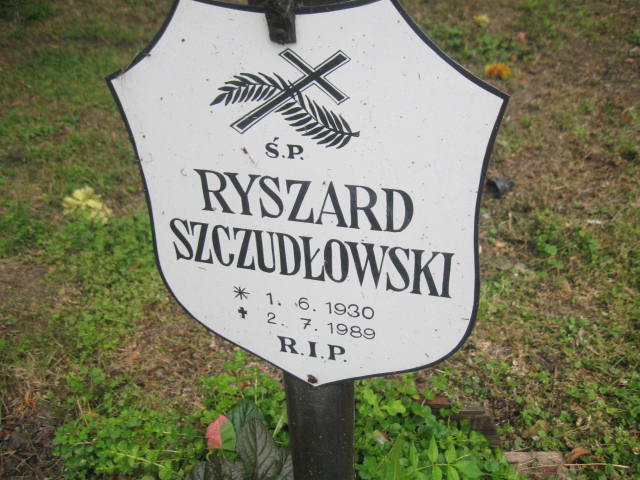 Ś.P.
RYSZARD
SZCZUDŁOWSKI
* 1. 6. 1930
✝ 2. 7. 1989
R.I.P.